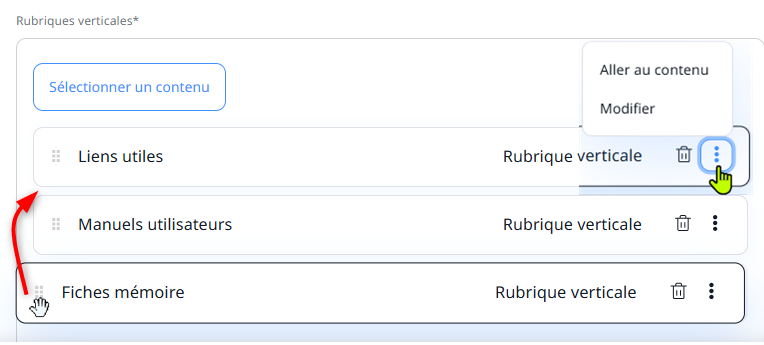 Rubriques verticales*
Aller au contenu
Sélectionner un contenu
Modifier
Liens utiles Rubrique verticale
Manuels utilisateurs Rubrique verticale
Fiches mémoire Rubrique verticale